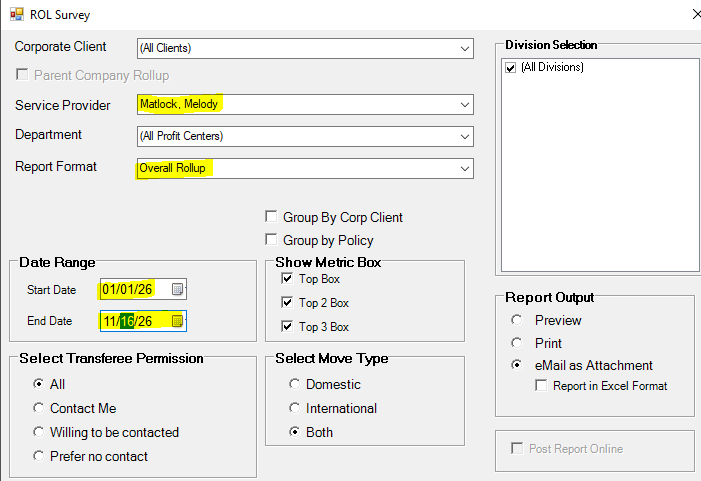 ROL Survey
Corporate Client
(All Clients)
Parent Company Rollup
Service Provider
Matlock, Melody
Department
(All Profit Centers)
Report Format
Overall Rollup
Group By Corp Client
Group by Policy
Date Range
Start Date
01/01/26
End Date
11/16/26
Show Metric Box
Top Box
Top 2 Box
Top 3 Box
Select Transferee Permission
All
Contact Me
Willing to be contacted
Prefer no contact
Select Move Type
Domestic
International
Both
Division Selection
(All Divisions)
Report Output
Preview
Print
eMail as Attachment
Report in Excel Format
Post Report Online